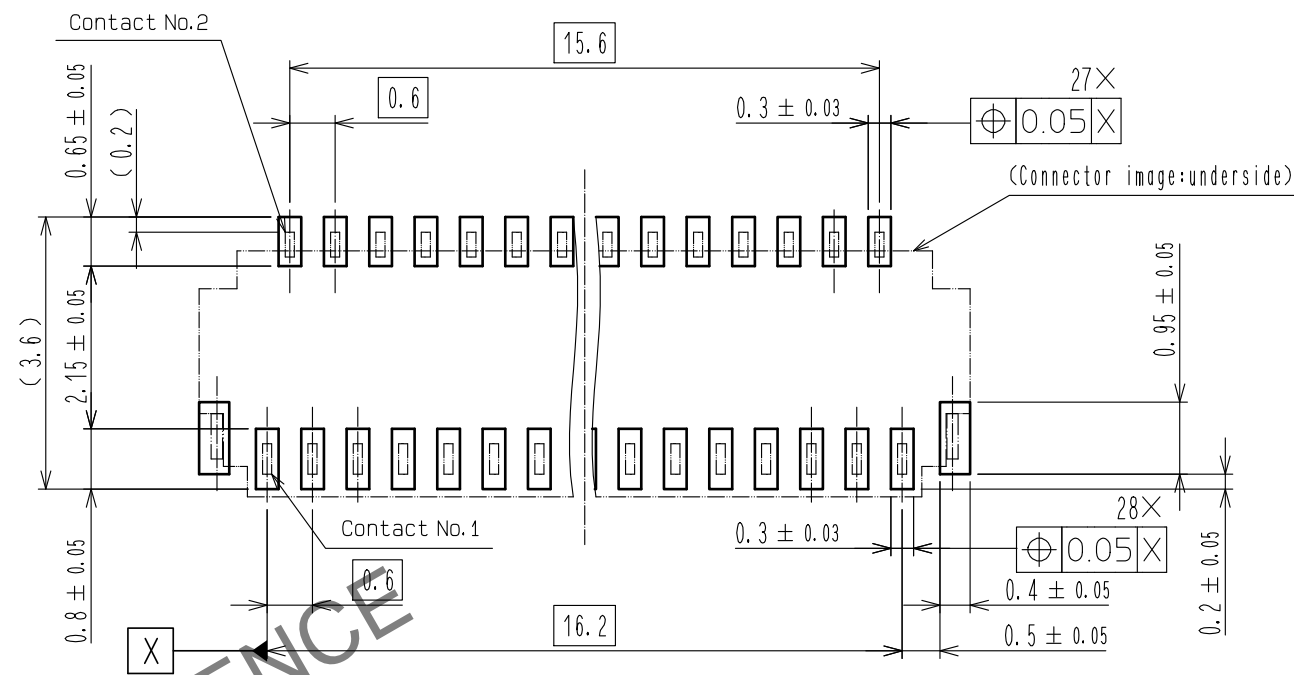 Contact No.2
15.6
0.65 ± 0.05
(0.2)
0.6
0.3 ± 0.03
27X
⌖ 0.05 X
(Connector image:underside)
(3.6)
2.15 ± 0.05
0.95 ± 0.05
Contact No.1
0.3 ± 0.03
28X
⌖ 0.05 X
0.8 ± 0.05
0.6
0.4 ± 0.05
0.2 ± 0.05
X
16.2
0.5 ± 0.05
ENCE